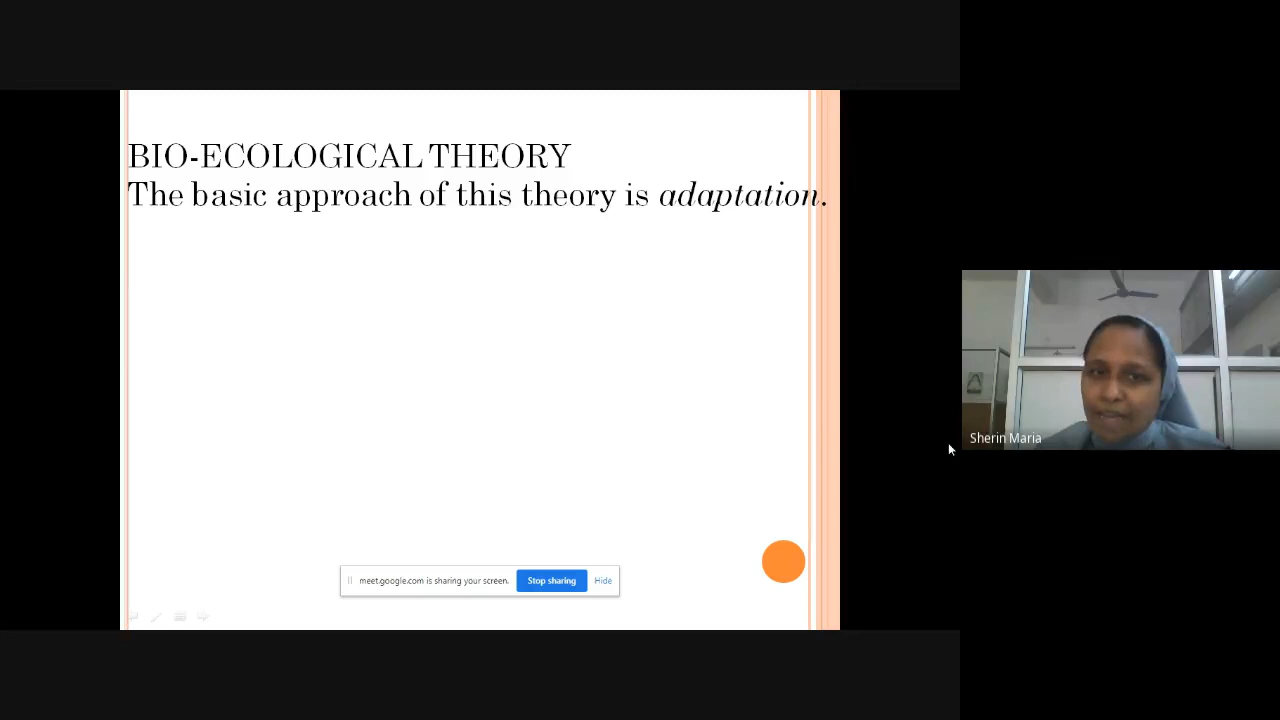 BIO-ECOLOGICAL THEORY
The basic approach of this theory is adaptation.
Sherin Maria
meet.google.com is sharing your screen.
Stop sharing
Hide